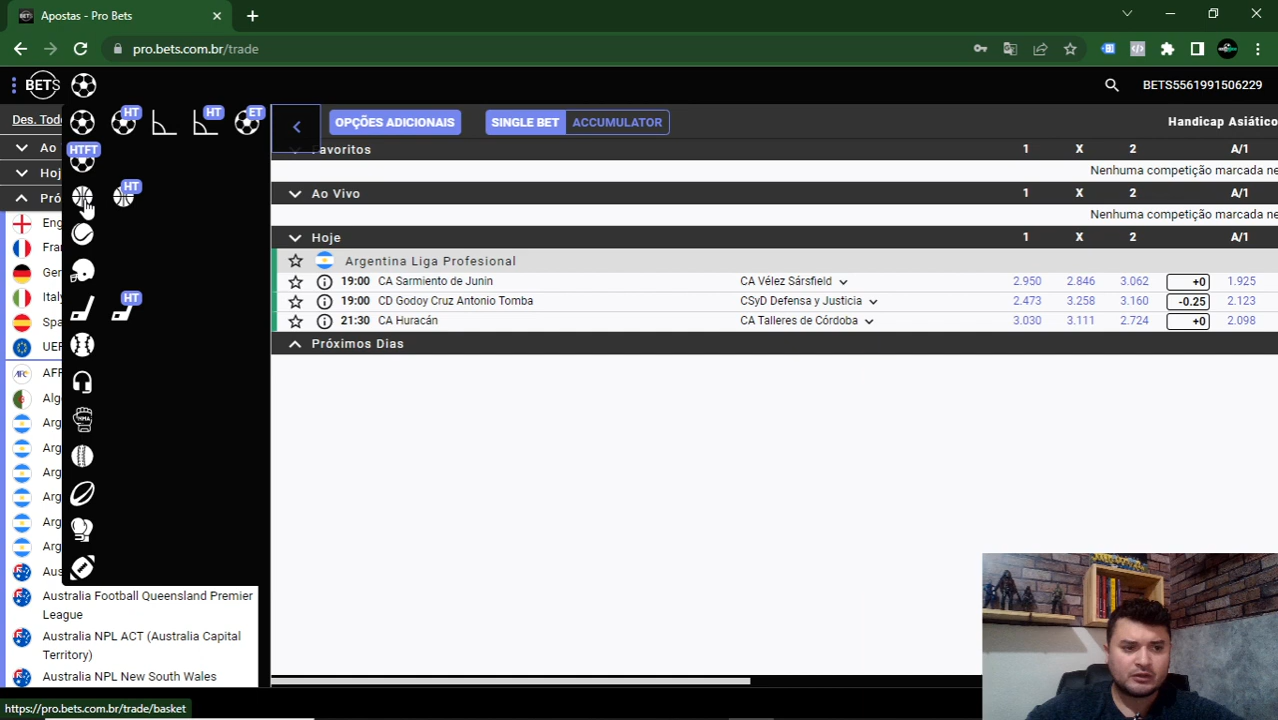 Apostas - Pro Bets
pro.bets.com.br/trade
BETS
BETS5561991506229
Des. Tod
HT
HT
ET
OPÇÕES ADICIONAIS
SINGLE BET
ACCUMULATOR
Handicap Asiático
Ao
HTFT
Favoritos
1 X 2 A/1
Hoj
Nenhuma competição marcada ne
Pró
HT
Ao Vivo
1 X 2 A/1
Eng
Nenhuma competição marcada ne
Fran
Hoje
1 X 2 A/1
Ger
Argentina Liga Profesional
19:00 CA Sarmiento de Junin CA Vélez Sársfield 2.950 2.846 3.062 +0 1.925
Italy
HT
19:00 CD Godoy Cruz Antonio Tomba CSyD Defensa y Justicia 2.473 3.258 3.160 -0.25 2.123
Spa
21:30 CA Huracán CA Talleres de Córdoba 3.030 3.111 2.724 +0 2.098
UEF
Próximos Dias
AFF
Alg
MMA
Arg
Arg
Arg
Arg
Arg
Arg
Aus
Australia Football Queensland Premier
League
Australia NPL ACT (Australia Capital
Territory)
Australia NPL New South Wales
https://pro.bets.com.br/trade/basket